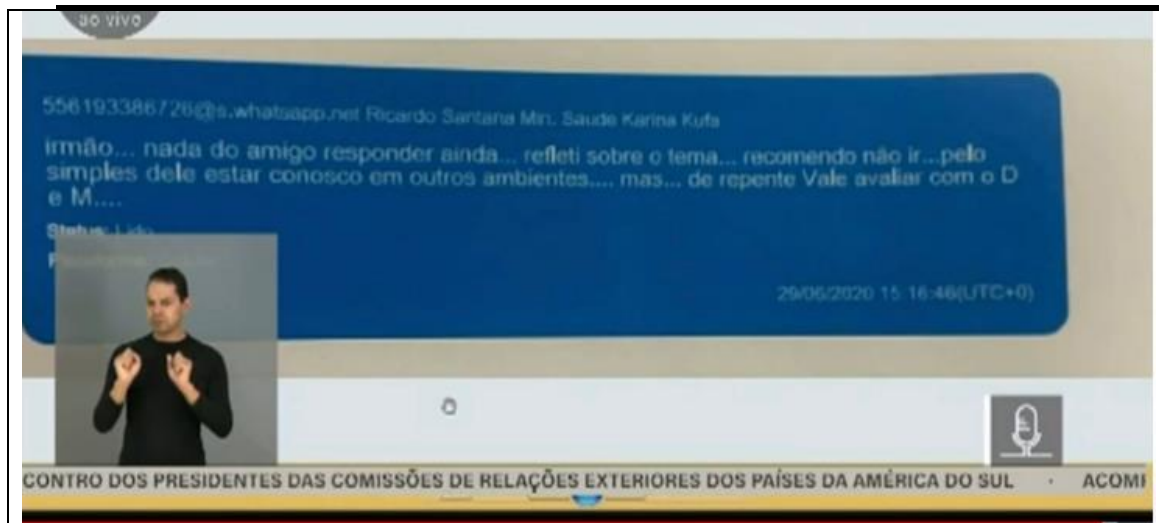 ao vivo
556193386726@s.whatsapp.net Ricardo Santana Min. Saude Karina Kufa
irmão... nada do amigo responder ainda... refleti sobre o tema... recomendo não ir...pelo
simples dele estar conosco em outros ambientes.... mas... de repente Vale avaliar com o D
e M....
Status: Lido
29/06/2020 15:16:46(UTC+0)
CONTRO DOS PRESIDENTES DAS COMISSÕES DE RELAÇÕES EXTERIORES DOS PAÍSES DA AMÉRICA DO SUL · ACOM